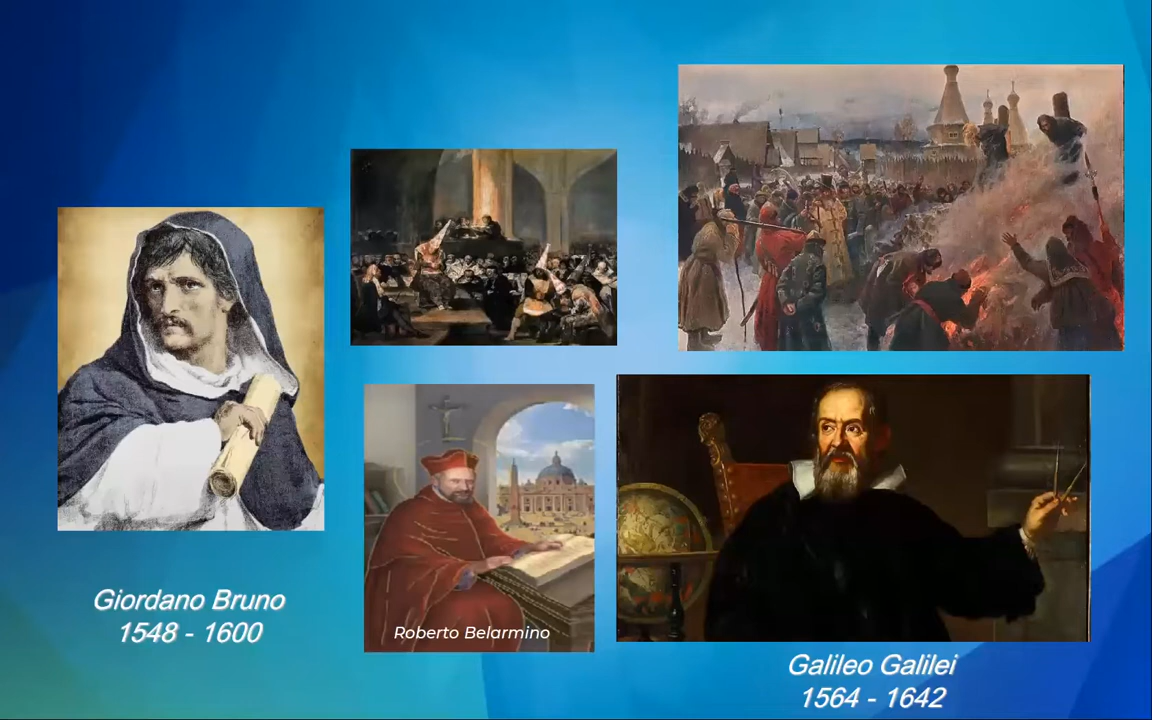 Giordano Bruno
1548 - 1600
Roberto Belarmino
Galileo Galilei
1564 - 1642